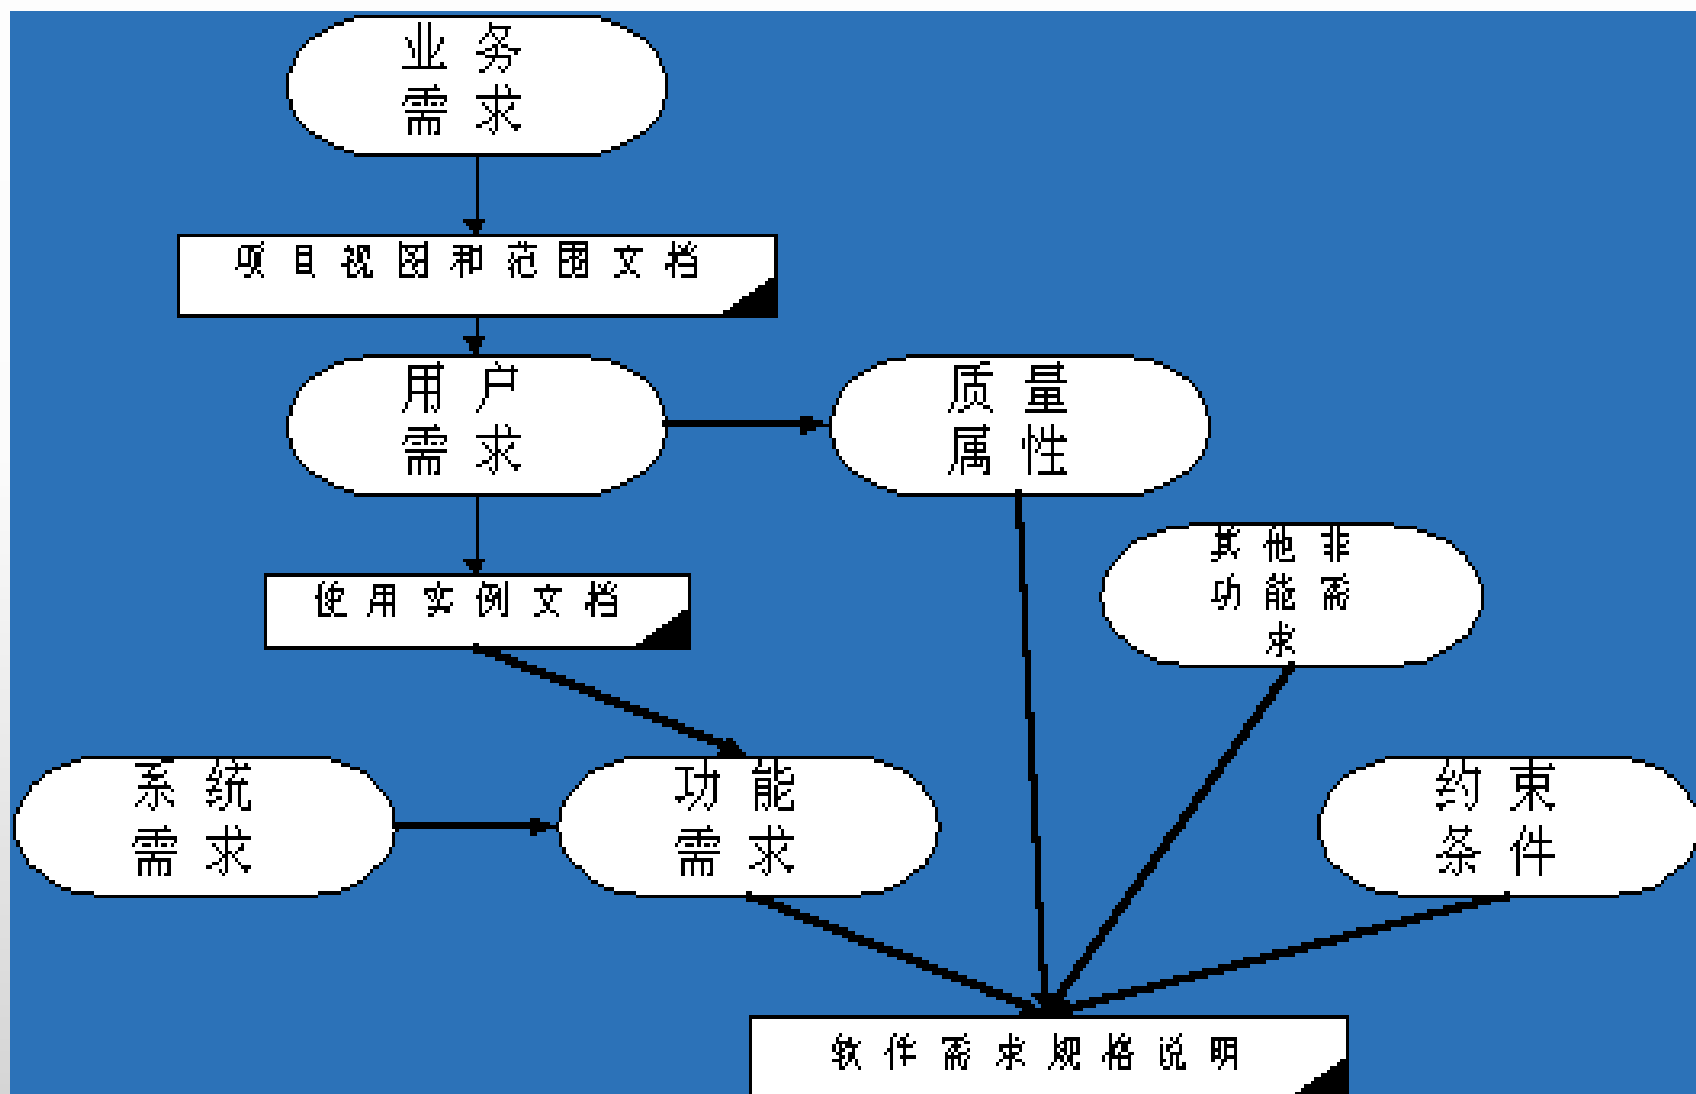 业务
需求
项目视图和范围文档
用户
需求
质量
属性
其他非
功能需
求
使用实例文档
系统
需求
功能
需求
约束
条件
软件需求规格说明